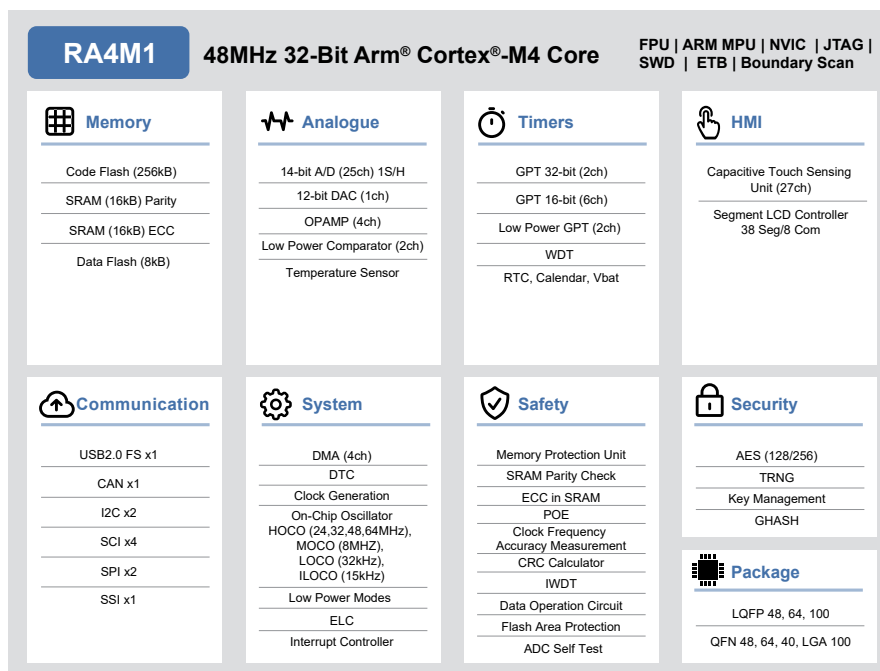 RA4M1
48MHz 32-Bit Arm® Cortex®-M4 Core
FPU | ARM MPU | NVIC | JTAG |
SWD | ETB | Boundary Scan
Memory
Code Flash (256kB)
SRAM (16kB) Parity
SRAM (16kB) ECC
Data Flash (8kB)
Analogue
14-bit A/D (25ch) 1S/H
12-bit DAC (1ch)
OPAMP (4ch)
Low Power Comparator (2ch)
Temperature Sensor
Timers
GPT 32-bit (2ch)
GPT 16-bit (6ch)
Low Power GPT (2ch)
WDT
RTC, Calendar, Vbat
HMI
Capacitive Touch Sensing
Unit (27ch)
Segment LCD Controller
38 Seg/8 Com
Communication
USB2.0 FS x1
CAN x1
I2C x2
SCI x4
SPI x2
SSI x1
System
DMA (4ch)
DTC
Clock Generation
On-Chip Oscillator
HOCO (24,32,48,64MHz),
MOCO (8MHZ),
LOCO (32kHz),
ILOCO (15kHz)
Low Power Modes
ELC
Interrupt Controller
Safety
Memory Protection Unit
SRAM Parity Check
ECC in SRAM
POE
Clock Frequency
Accuracy Measurement
CRC Calculator
IWDT
Data Operation Circuit
Flash Area Protection
ADC Self Test
Security
AES (128/256)
TRNG
Key Management
GHASH
Package
LQFP 48, 64, 100
QFN 48, 64, 40, LGA 100